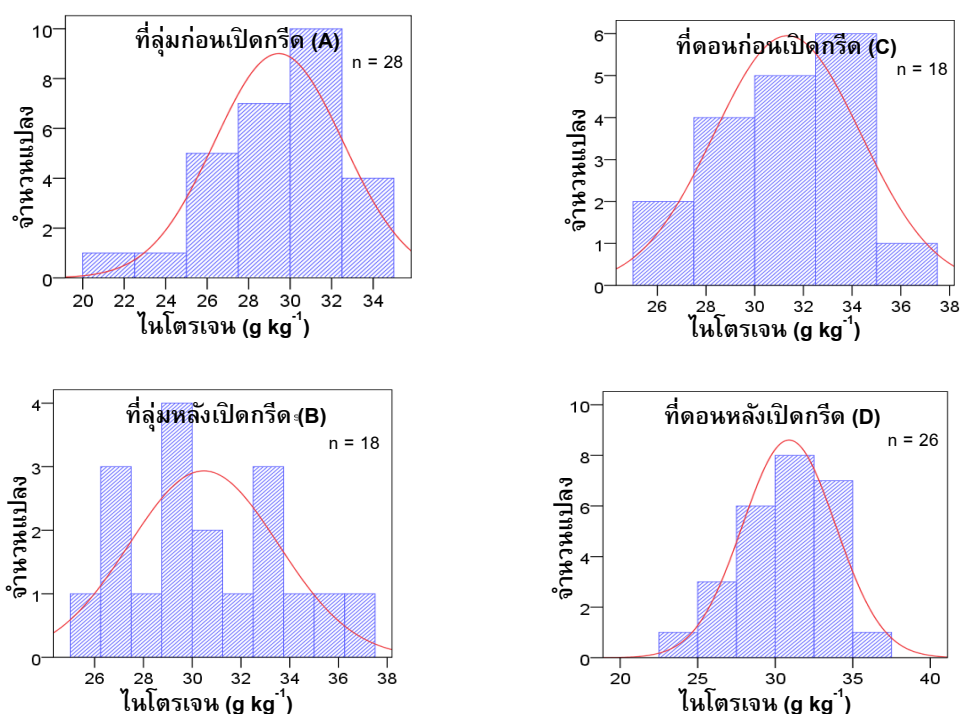 ที่ลุ่มก่อนเปิดกรีด (A)
n = 28
จำนวนแปลง
10
8
6
4
2
0
20 22 24 26 28 30 32 34
ไนโตรเจน (g kg⁻¹)
ที่ดอนก่อนเปิดกรีด (C)
n = 18
จำนวนแปลง
6
5
4
3
2
1
0
26 28 30 32 34 36 38
ไนโตรเจน (g kg⁻¹)
ที่ลุ่มหลังเปิดกรีด (B)
n = 18
จำนวนแปลง
4
3
2
1
0
26 28 30 32 34 36 38
ไนโตรเจน (g kg⁻¹)
ที่ดอนหลังเปิดกรีด (D)
n = 26
จำนวนแปลง
10
8
6
4
2
0
20 25 30 35 40
ไนโตรเจน (g kg⁻¹)